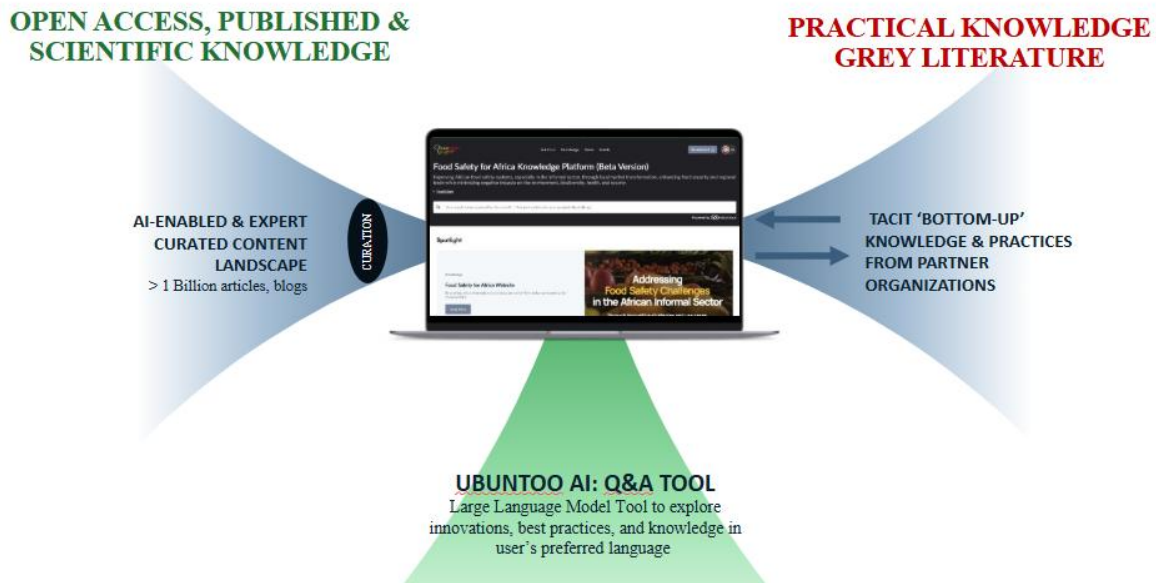 OPEN ACCESS, PUBLISHED &
SCIENTIFIC KNOWLEDGE
PRACTICAL KNOWLEDGE
GREY LITERATURE
AI-ENABLED & EXPERT
CURATED CONTENT
LANDSCAPE
> 1 Billion articles, blogs
CURATION
Food Safety for Africa Knowledge Platform (Beta Version)
Spotlight
Food Safety for Africa Website
Addressing
Food Safety Challenges
in the African Informal Sector
TACIT ‘BOTTOM-UP’
KNOWLEDGE & PRACTICES
FROM PARTNER
ORGANIZATIONS
UBUNTOO AI: Q&A TOOL
Large Language Model Tool to explore
innovations, best practices, and knowledge in
user’s preferred language